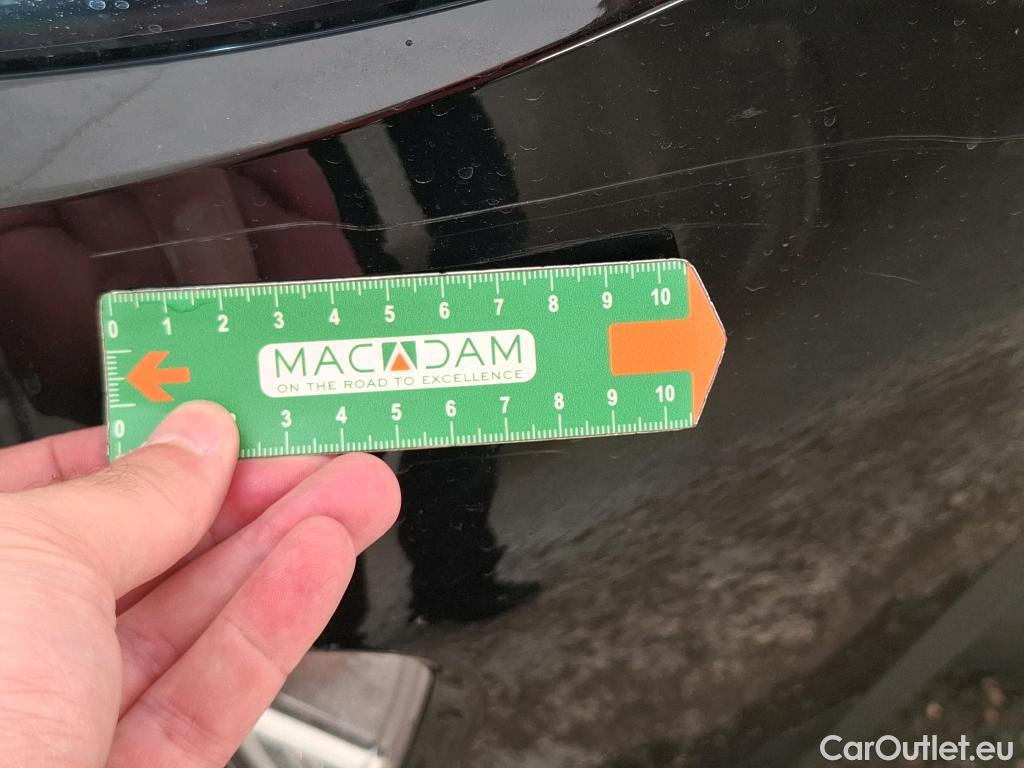 0 1 2 3 4 5 6 7 8 9 10
MACADAM
ON THE ROAD TO EXCELLENCE
0 3 4 5 6 7 8 9 10
CarOutlet.eu